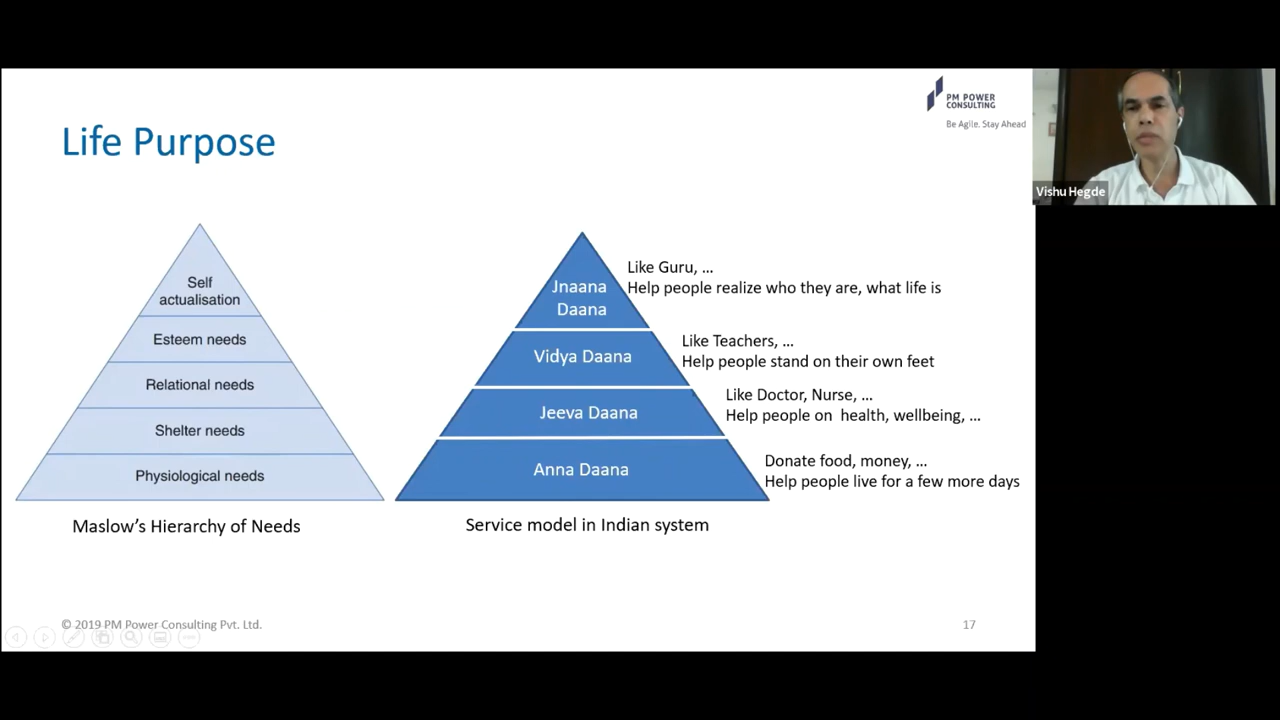 PM POWER
CONSULTING
Be Agile. Stay Ahead
Life Purpose
Self
actualisation
Esteem needs
Relational needs
Shelter needs
Physiological needs
Maslow's Hierarchy of Needs
Jnaana
Daana
Like Guru, ...
Help people realize who they are, what life is
Vidya Daana
Like Teachers, ...
Help people stand on their own feet
Jeeva Daana
Like Doctor, Nurse, ...
Help people on health, wellbeing, ...
Anna Daana
Donate food, money, ...
Help people live for a few more days
Service model in Indian system
© 2019 PM Power Consulting Pvt. Ltd.
17
Vishu Hegde